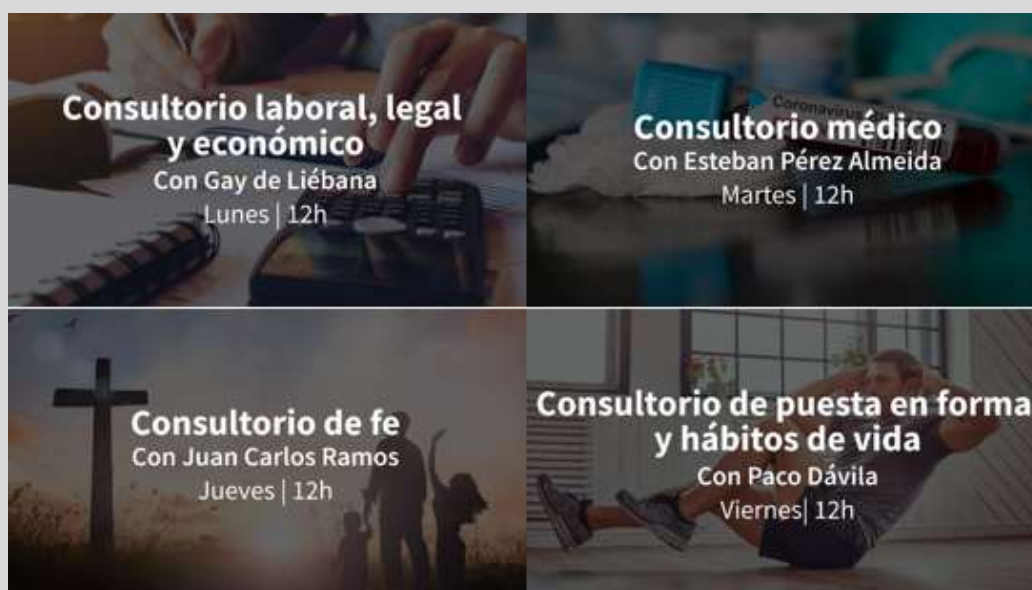 Consultorio laboral, legal
y económico
Con Gay de Liébana
Lunes | 12h
Coronavirus
Consultorio médico
Con Esteban Pérez Almeida
Martes | 12h
Consultorio de fe
Con Juan Carlos Ramos
Jueves | 12h
Consultorio de puesta en forma
y hábitos de vida
Con Paco Dávila
Viernes| 12h